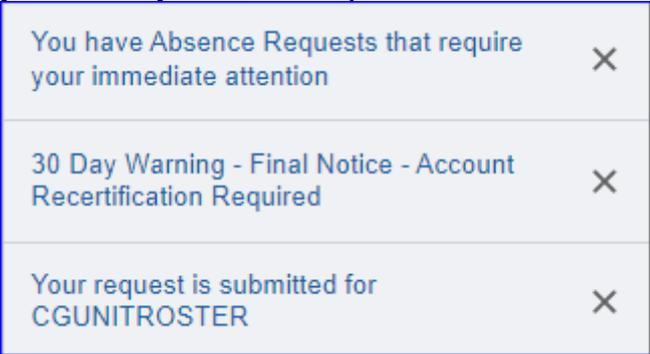 You have Absence Requests that require
your immediate attention
30 Day Warning - Final Notice - Account
Recertification Required
Your request is submitted for
CGUNITROSTER